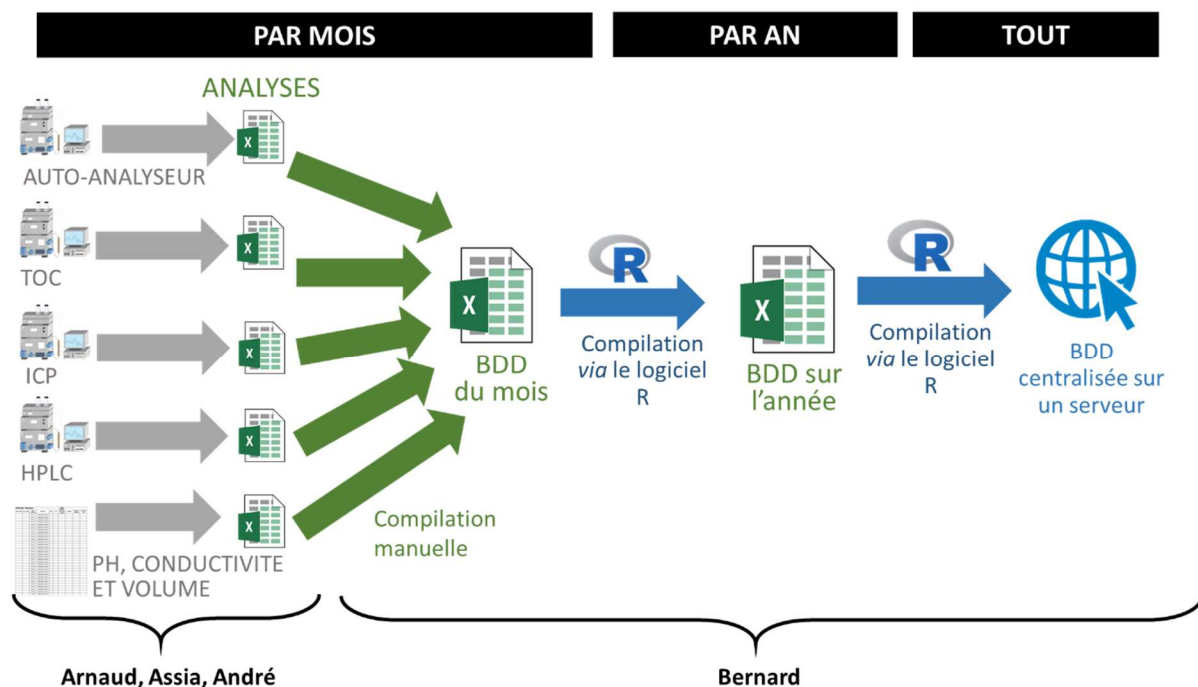 PAR MOIS
PAR AN
TOUT
ANALYSES
X
AUTO-ANALYSEUR
X
TOC
X
ICP
X
HPLC
X
PH, CONDUCTIVITE
ET VOLUME
Compilation
manuelle
X
BDD
du mois
R
Compilation
via le logiciel
R
X
BDD sur
l'année
R
Compilation
via le logiciel
R
BDD
centralisée sur
un serveur
Arnaud, Assia, André
Bernard